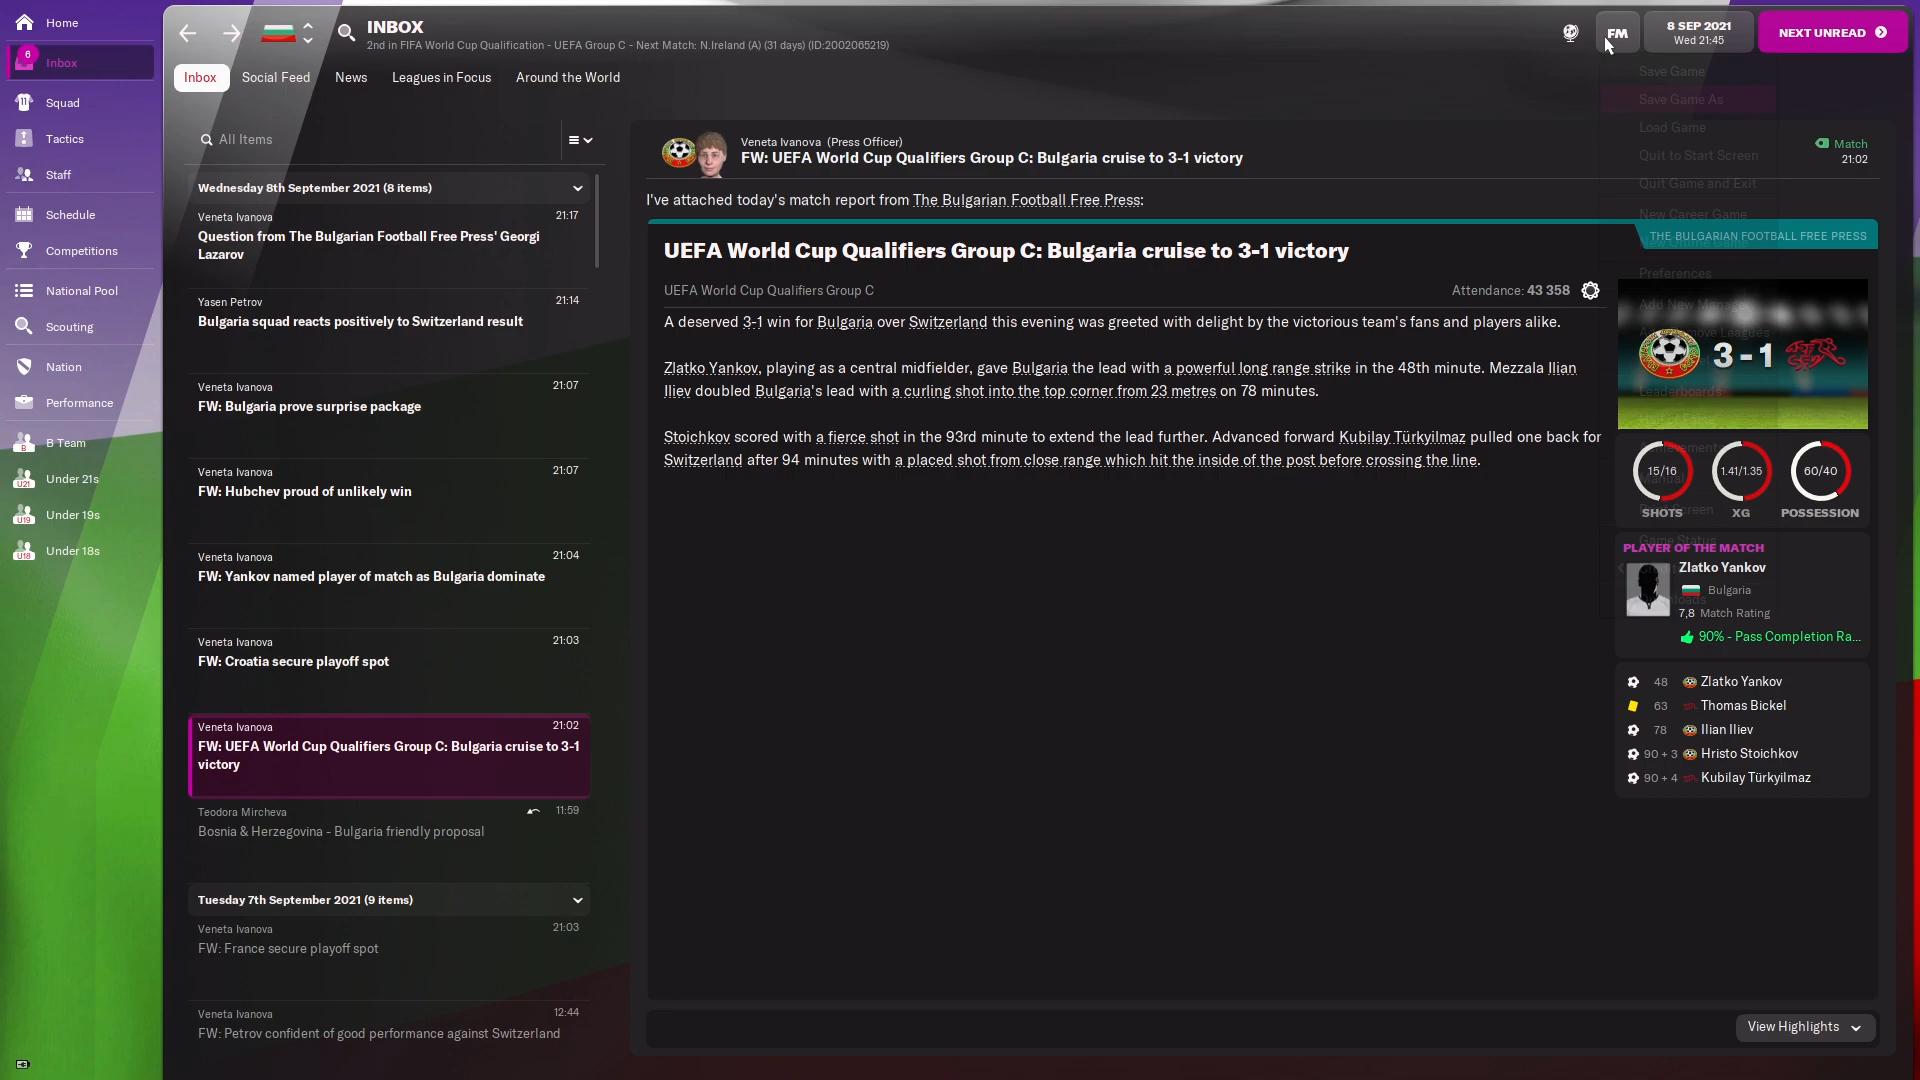 Home
INBOX
2nd in FIFA World Cup Qualification - UEFA Group C - Next Match: N.Ireland (A) (31 days) (ID:2002065219)
FM
8 SEP 2021
Wed 21:45
NEXT UNREAD
6
Inbox
Inbox Social Feed News Leagues in Focus Around the World
Squad
Tactics
Staff
Schedule
Competitions
National Pool
Scouting
Nation
Performance
B
B Team
U21
Under 21s
U19
Under 19s
U18
Under 18s
All Items
Wednesday 8th September 2021 (8 items)
Veneta Ivanova 21:17
Question from The Bulgarian Football Free Press' Georgi
Lazarov
Yasen Petrov 21:14
Bulgaria squad reacts positively to Switzerland result
Veneta Ivanova 21:07
FW: Bulgaria prove surprise package
Veneta Ivanova 21:07
FW: Hubchev proud of unlikely win
Veneta Ivanova 21:04
FW: Yankov named player of match as Bulgaria dominate
Veneta Ivanova 21:03
FW: Croatia secure playoff spot
Veneta Ivanova 21:02
FW: UEFA World Cup Qualifiers Group C: Bulgaria cruise to 3-1
victory
Teodora Mircheva 11:59
Bosnia & Herzegovina - Bulgaria friendly proposal
Tuesday 7th September 2021 (9 items)
Veneta Ivanova 21:03
FW: France secure playoff spot
Veneta Ivanova 12:44
FW: Petrov confident of good performance against Switzerland
Veneta Ivanova (Press Officer)
FW: UEFA World Cup Qualifiers Group C: Bulgaria cruise to 3-1 victory
Match
21:02
I've attached today's match report from The Bulgarian Football Free Press:
THE BULGARIAN FOOTBALL FREE PRESS
UEFA World Cup Qualifiers Group C: Bulgaria cruise to 3-1 victory
UEFA World Cup Qualifiers Group C Attendance: 43 358
A deserved 3-1 win for Bulgaria over Switzerland this evening was greeted with delight by the victorious team's fans and players alike.
Zlatko Yankov, playing as a central midfielder, gave Bulgaria the lead with a powerful long range strike in the 48th minute. Mezzala Ilian
Iliev doubled Bulgaria's lead with a curling shot into the top corner from 23 metres on 78 minutes.
Stoichkov scored with a fierce shot in the 93rd minute to extend the lead further. Advanced forward Kubilay Türkyilmaz pulled one back for
Switzerland after 94 minutes with a placed shot from close range which hit the inside of the post before crossing the line.
3 - 1
15/16 1.41/1.35 60/40
SHOTS XG POSSESSION
PLAYER OF THE MATCH
Zlatko Yankov
Bulgaria
7,8 Match Rating
90% - Pass Completion Ra...
48 Zlatko Yankov
63 Thomas Bickel
78 Ilian Iliev
90 + 3 Hristo Stoichkov
90 + 4 Kubilay Türkyilmaz
View Highlights
Save Game
Save Game As
Load Game
Quit to Start Screen
Quit Game and Exit
New Career Game
Preferences
Add New
Leaderboards
Manual
Game Status